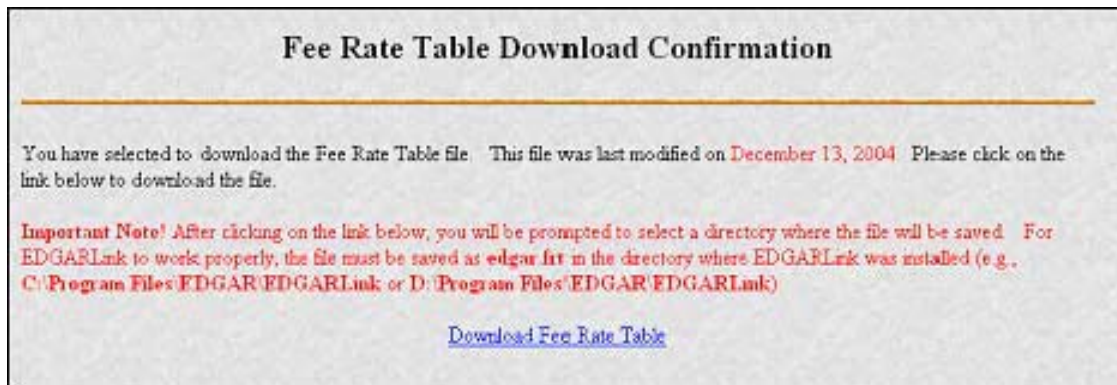 Fee Rate Table Download Confirmation
You have selected to download the Fee Rate Table file. This file was last modified on December 13, 2004. Please click on the
link below to download the file.
Important Note! After clicking on the link below, you will be prompted to select a directory where the file will be saved. For
EDGARLink to work properly, the file must be saved as edgar.frt in the directory where EDGARLink was installed (e.g.,
C:\Program Files\EDGAR\EDGARLink or D:\Program Files\EDGAR\EDGARLink)
Download Fee Rate Table